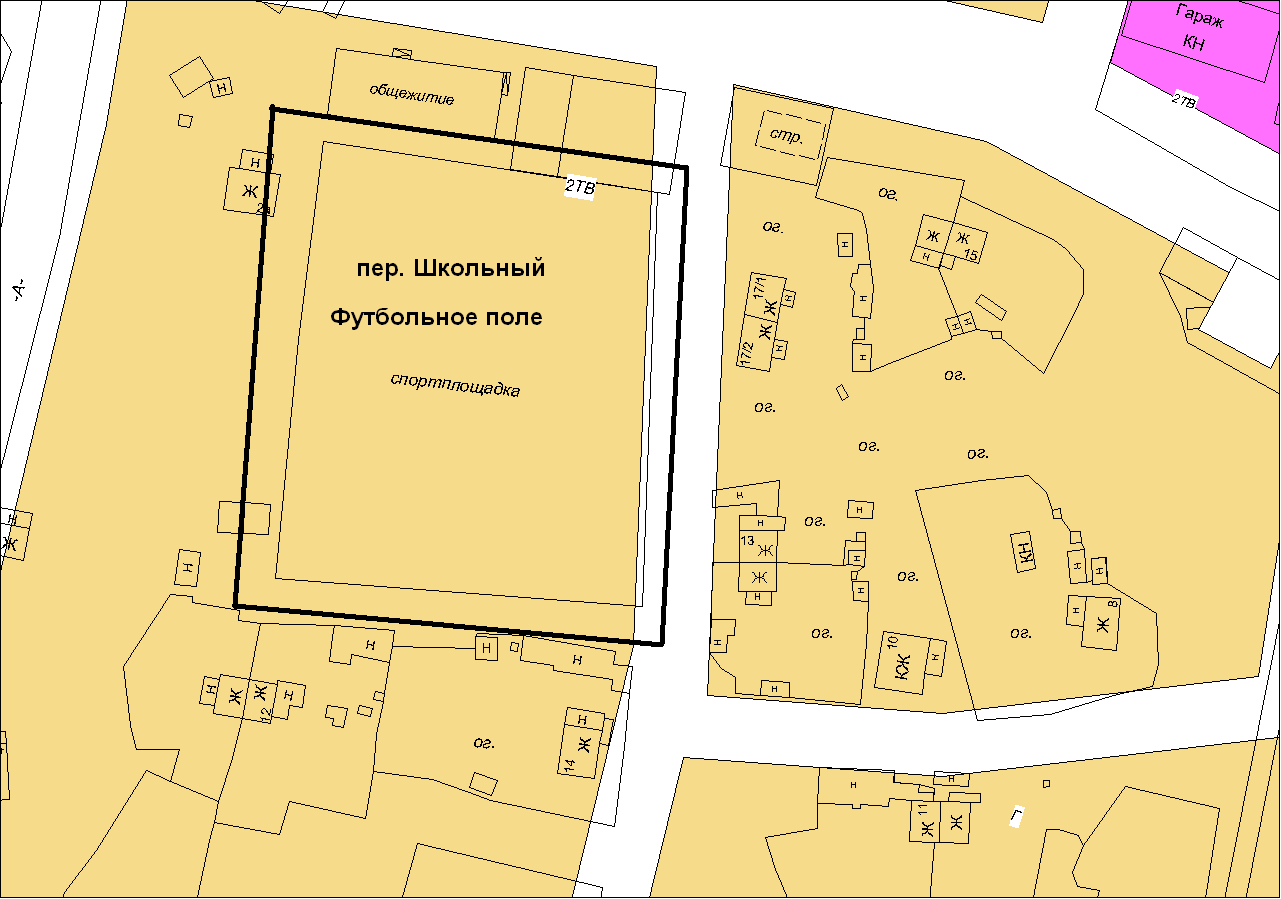 Гараж
КН
2ТВ
общежитие
Н
стр.
Н
Ж
2ТВ
ог.
ог.
Ж
Ж
15
н
н
пер. Школьный
Футбольное поле
-А-
17/1
Ж
н
н
н
н
Ж
17/2
н
н
спортплощадка
ог.
ог.
ог.
ог.
н
н
н
ог.
13
Ж
Ж
н
н
н
КН
н
н
Н
Ж
Н
ог.
н
8
Ж
ог.
ог.
н
10
КЖ
н
Н
Н
Н
н
Н
Ж
Ж
12
Н
ог.
Н
Ж
14
н
н
11
Ж
Ж
Г